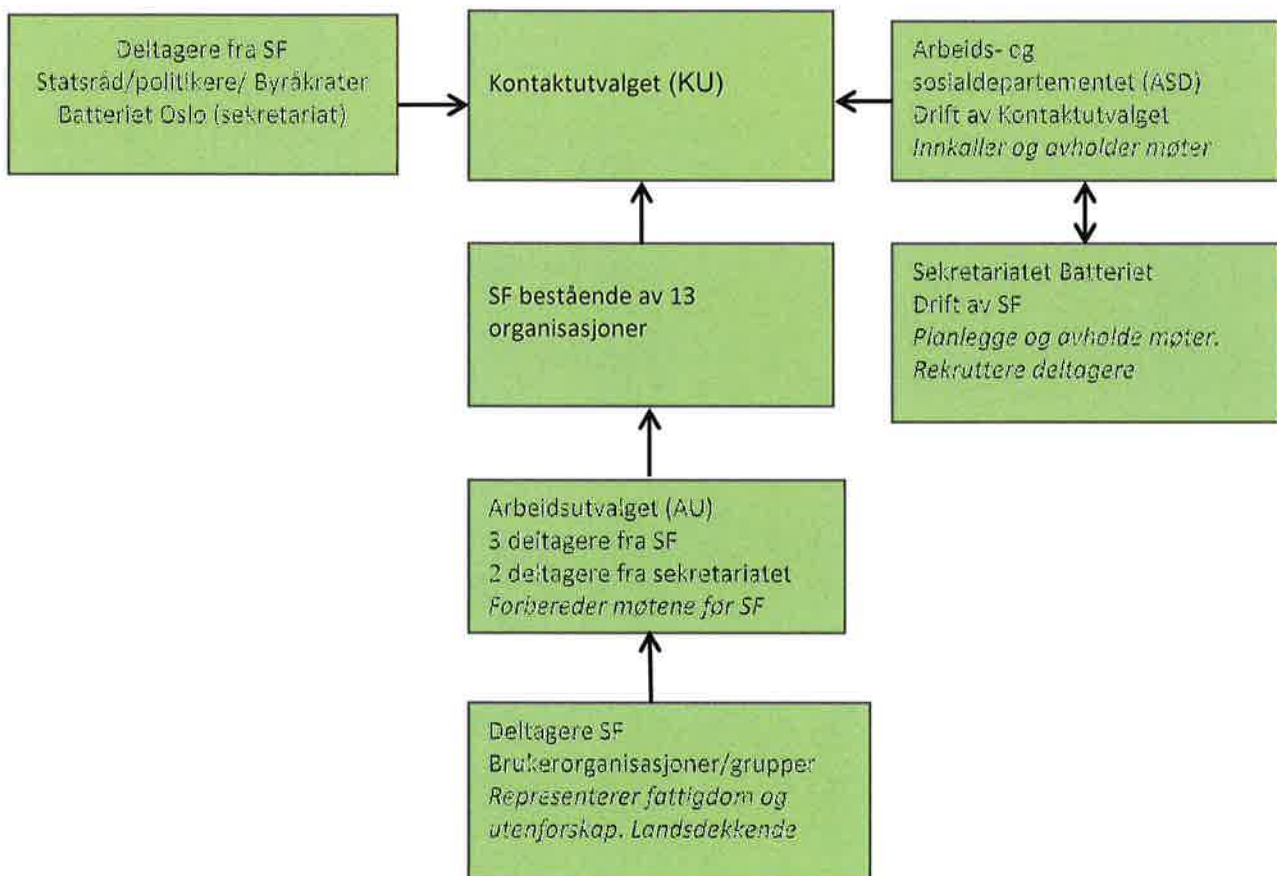 Deltagere fra SF
Statsråd/politikere/ Byråkrater
Batteriet Oslo (sekretariat)
Kontaktutvalget (KU)
Arbeids- og
sosialdepartementet (ASD)
Drift av Kontaktutvalget
Innkaller og avholder møter
SF bestående av 13
organisasjoner
Sekretariatet Batteriet
Drift av SF
Planlegge og avholde møter.
Rekruttere deltagere
Arbeidsutvalget (AU)
3 deltagere fra SF
2 deltagere fra sekretariatet
Forbereder møtene før SF
Deltagere SF
Brukerorganisasjoner/grupper
Representerer fattigdom og
utenforskap. Landsdekkende